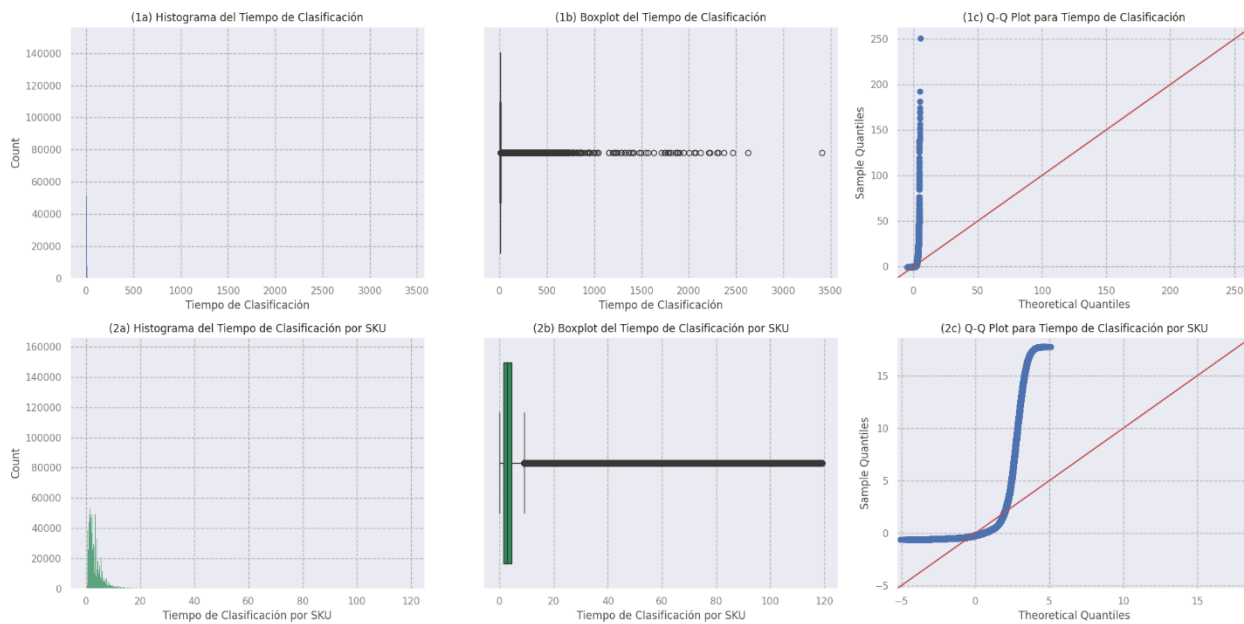 (1a) Histograma del Tiempo de Clasificación
140000
120000
100000
80000
60000
40000
20000
0
Count
0 500 1000 1500 2000 2500 3000 3500
Tiempo de Clasificación
(1b) Boxplot del Tiempo de Clasificación
0 500 1000 1500 2000 2500 3000 3500
Tiempo de Clasificación
(1c) Q-Q Plot para Tiempo de Clasificación
250
200
150
100
50
0
Sample Quantiles
0 50 100 150 200 250
Theoretical Quantiles
(2a) Histograma del Tiempo de Clasificación por SKU
160000
140000
120000
100000
80000
60000
40000
20000
0
Count
0 20 40 60 80 100 120
Tiempo de Clasificación por SKU
(2b) Boxplot del Tiempo de Clasificación por SKU
0 20 40 60 80 100 120
Tiempo de Clasificación por SKU
(2c) Q-Q Plot para Tiempo de Clasificación por SKU
15
10
5
0
−5
Sample Quantiles
−5 0 5 10 15
Theoretical Quantiles